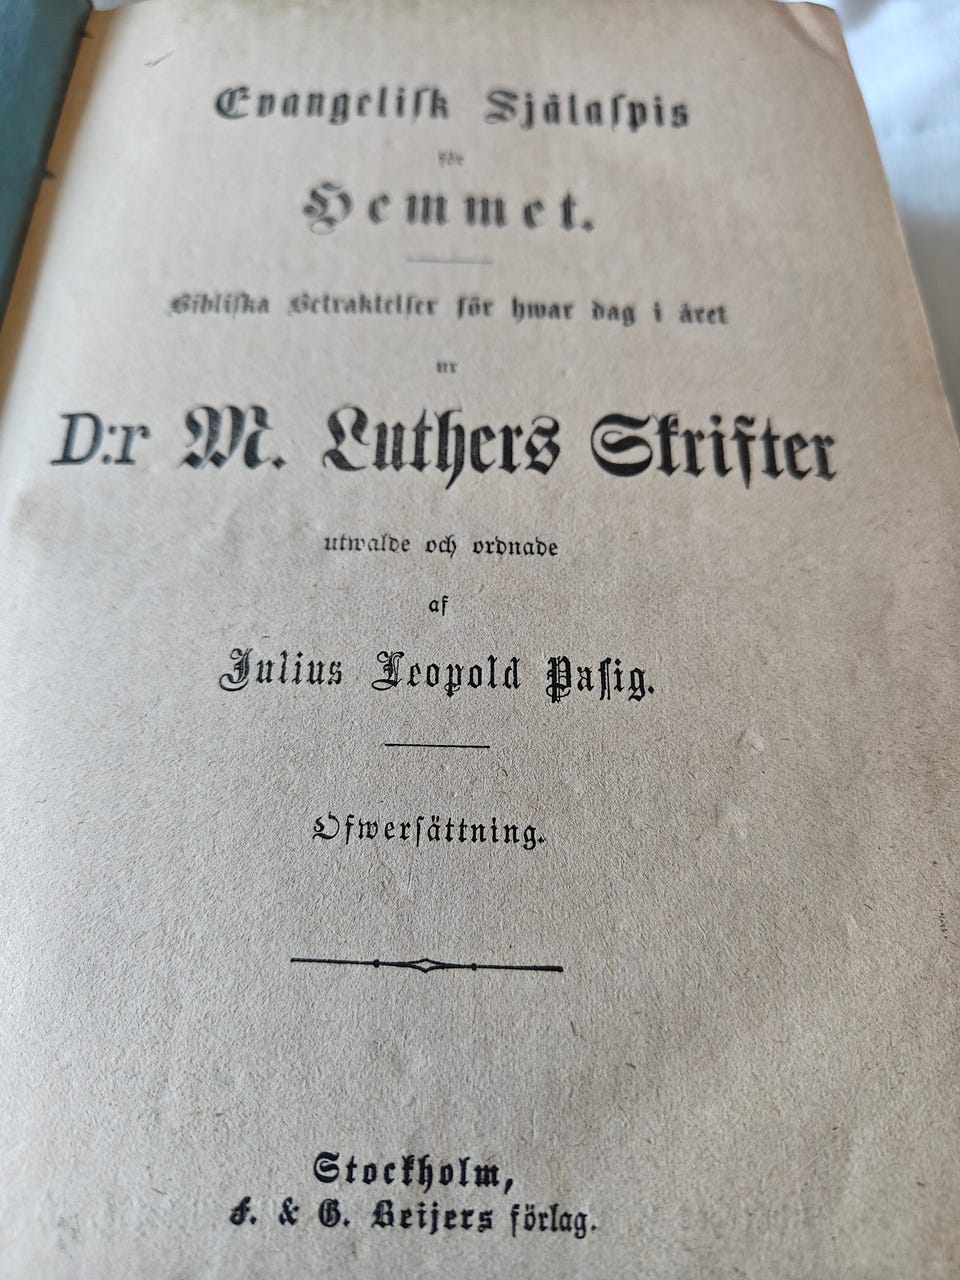 Evangelisk Själaspis
för
Hemmet.
Bibliska Betraktelser för hwar dag i året
ur
D:r M. Luthers Skrifter
utwalde och ordnade
af
Julius Leopold Pasig.
Ofwersättning.
Stockholm,
F. & G. Beijers förlag.